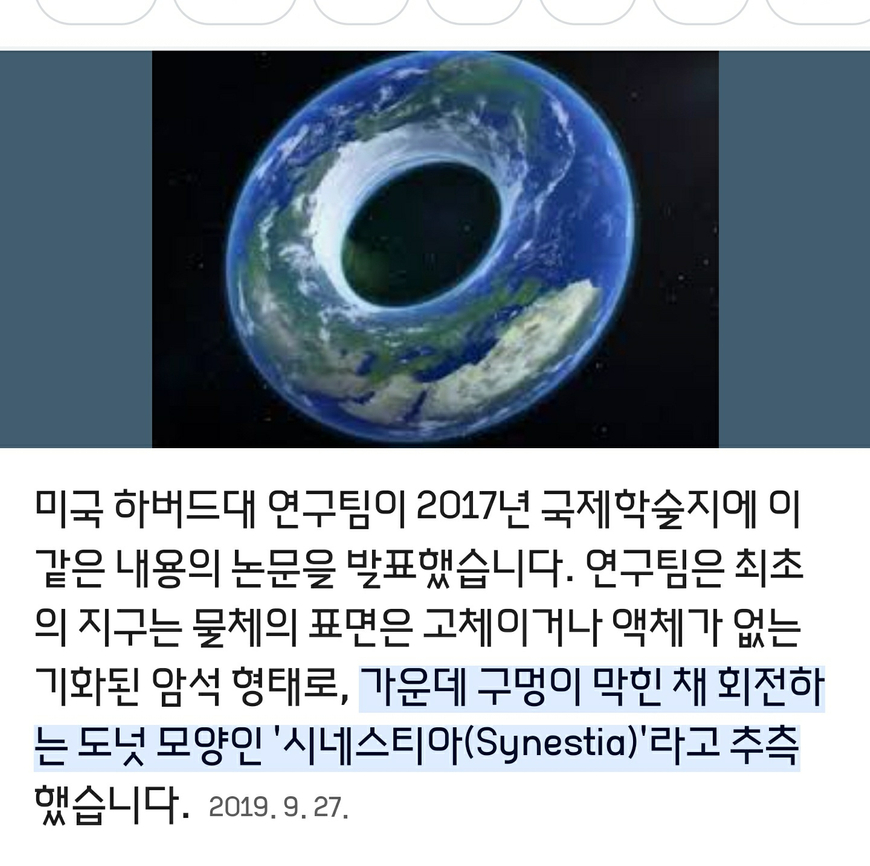 미국 하버드대 연구팀이 2017년 국제학술지에 이
같은 내용의 논문을 발표했습니다. 연구팀은 최초
의 지구는 물체의 표면은 고체이거나 액체가 없는
기화된 암석 형태로, 가운데 구멍이 막힌 채 회전하
는 도넛 모양인 '시네스티아(Synestia)'라고 추측
했습니다. 2019. 9. 27.